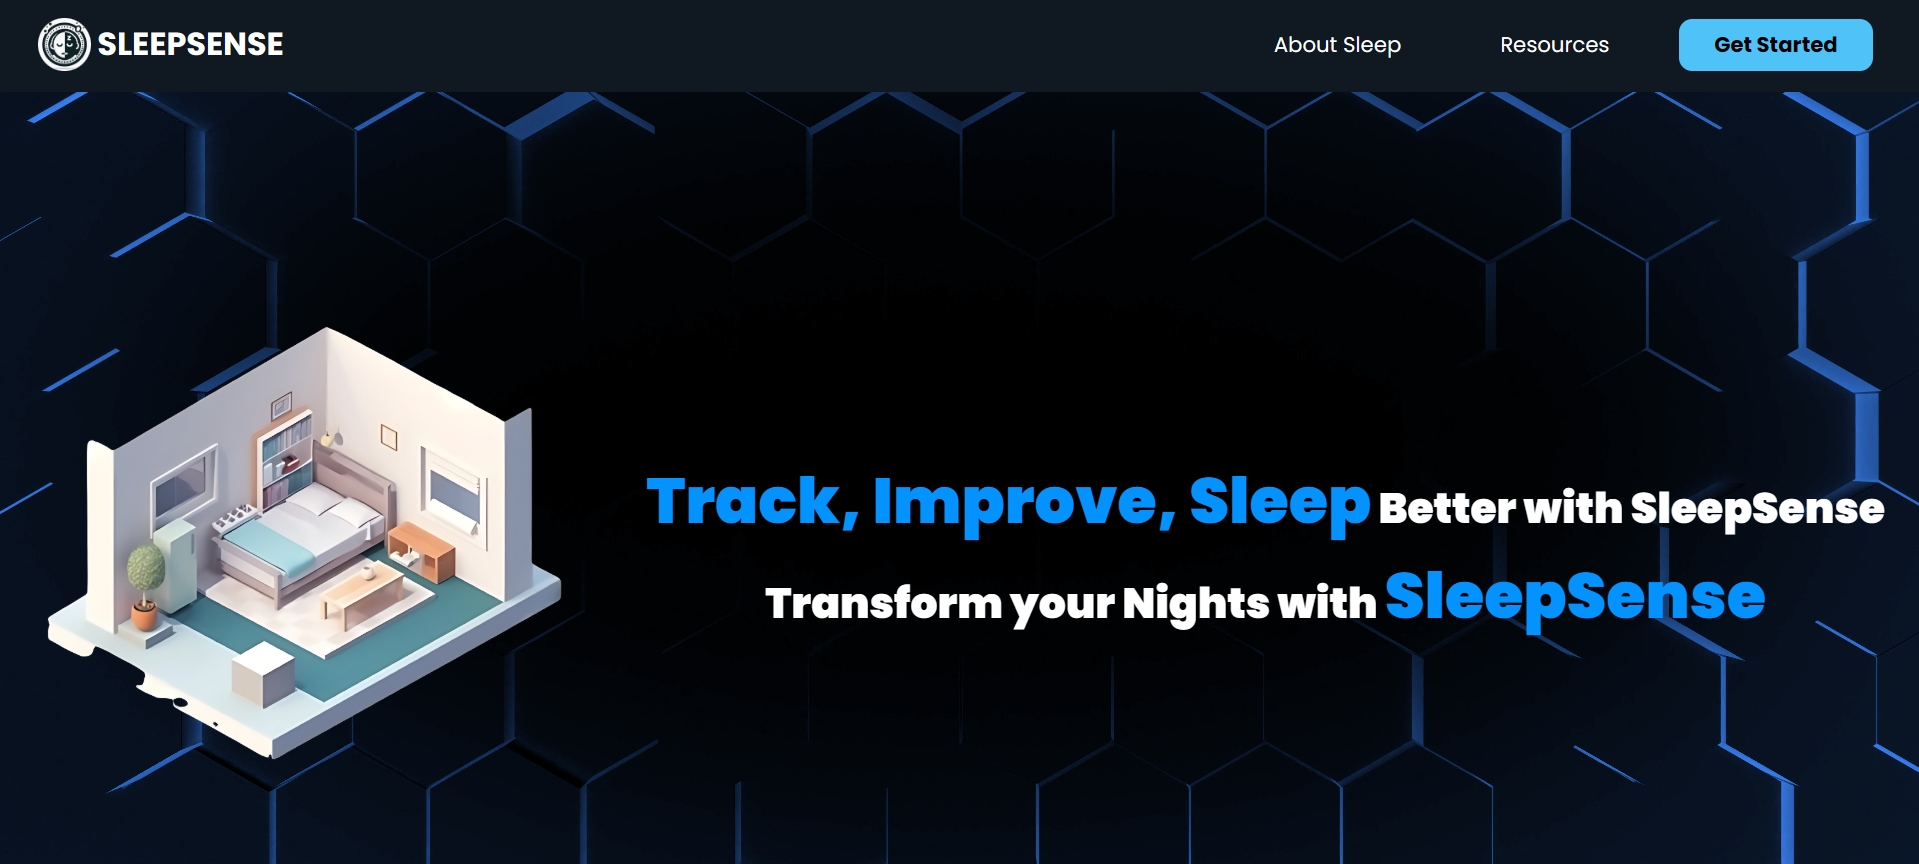 SLEEPSENSE
About Sleep
Resources
Get Started
Track, Improve, Sleep Better with SleepSense
Transform your Nights with SleepSense